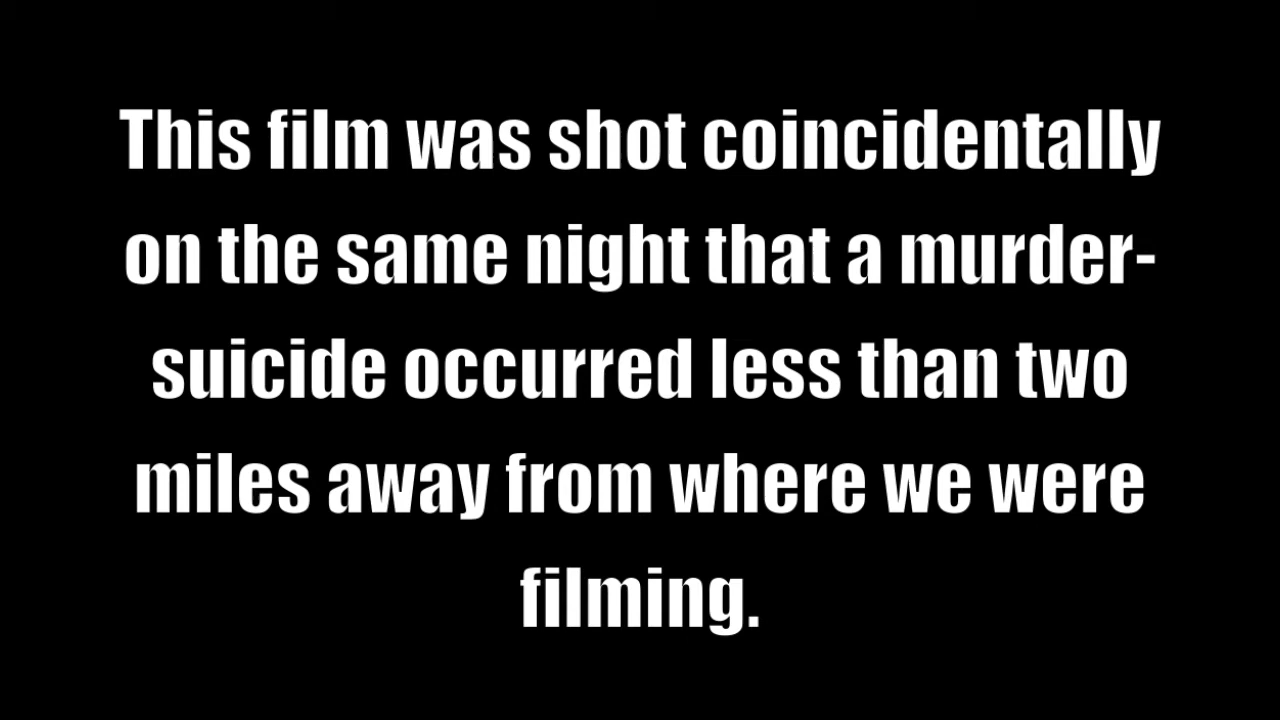 This film was shot coincidentally
on the same night that a murder-
suicide occurred less than two
miles away from where we were
filming.